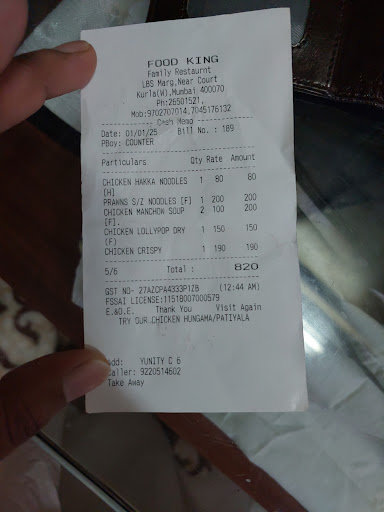 FOOD KING
Family Restaurnt
LBS Marg,Near Court
Kurla(W),Mumbai 400070
Ph:26501521,
Mob:9702707014,7045176132
Cash Memo
Date: 01/01/25 Bill No. : 189
PBoy: COUNTER
Particulars Qty Rate Amount
CHICKEN HAKKA NOODLES 1 80 80
[H]
PRAWNS S/Z NOODLES [F] 1 200 200
CHICKEN MANCHOW SOUP 2 100 200
[F].
CHICKEN LOLLYPOP DRY 1 150 150
(F)
CHICKEN CRISPY 1 190 190
5/6 Total : 820
GST NO- 27AZCPA4333P1ZB (12:44 AM)
FSSAI LICENSE:11518007000579
E.&O.E. Thank You Visit Again
TRY OUR.CHICKEN HUNGAMA/PATIYALA
Add: YUNITY C 6
Caller: 9220514602
Take Away